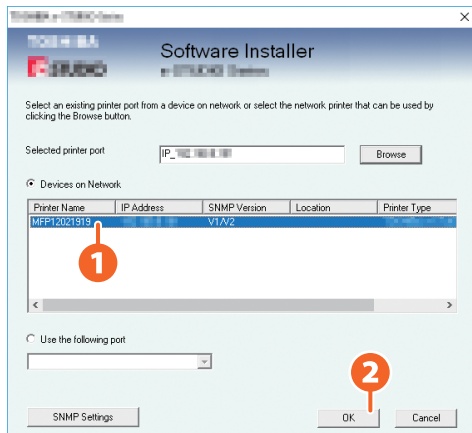 Software Installer
Select an existing printer port from a device on network or select the network printer that can be used by
clicking the Browse button.
Selected printer port IP_ Browse
Devices on Network
Printer Name IP Address SNMP Version Location Printer Type
MFP12021919 V1/V2
1
Use the following port
2
SNMP Settings OK Cancel